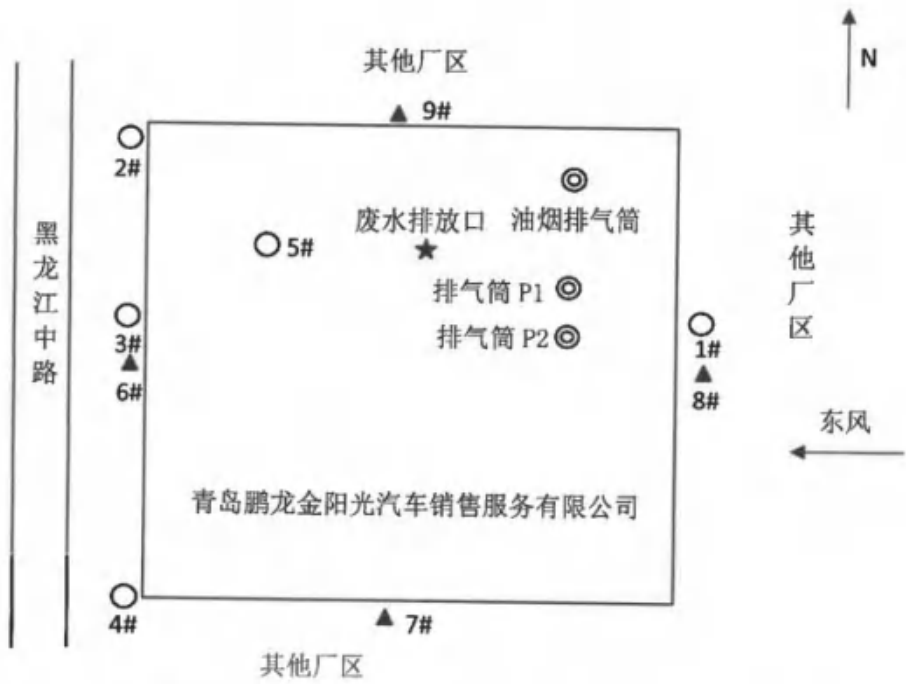 其他厂区
N
9#
2#
废水排放口 油烟排气筒
5#
黑龙江中路
其他厂区
排气筒 P1
排气筒 P2
3#
1#
6#
8#
东风
青岛鹏龙金阳光汽车销售服务有限公司
4#
7#
其他厂区